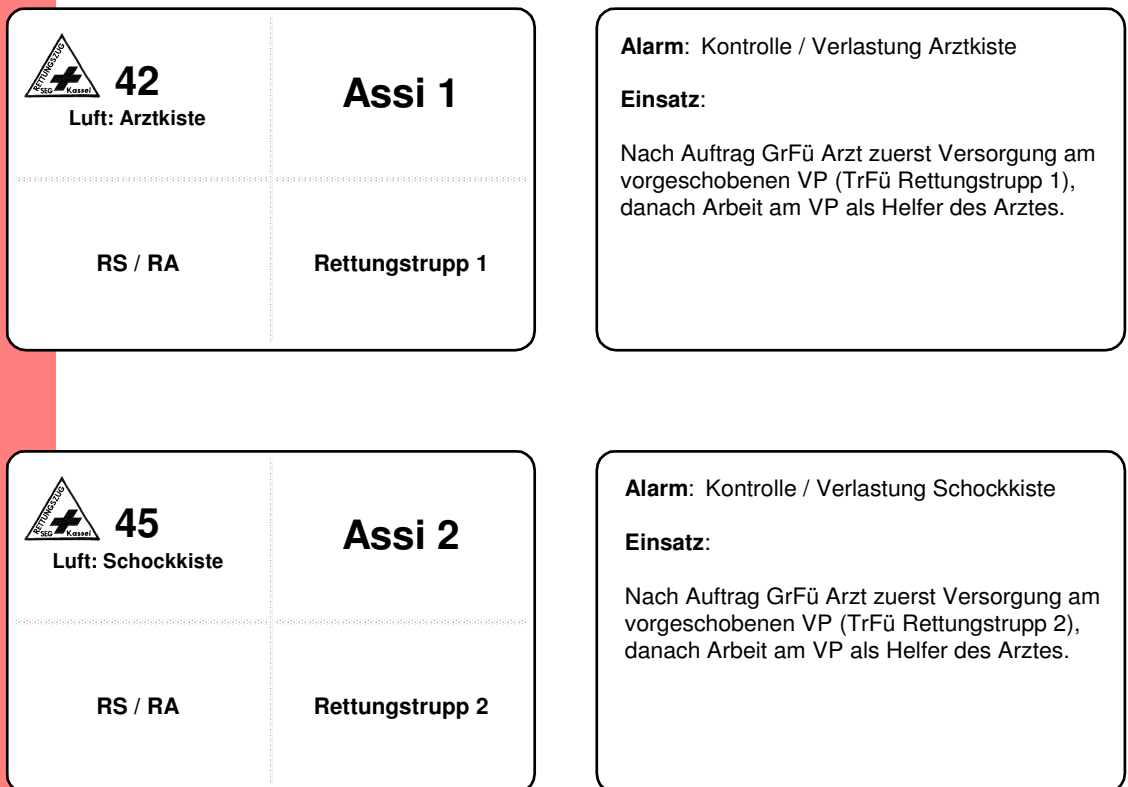 RETTUNGSZUG
SEG Kassel
42
Luft: Arztkiste
Assi 1
RS / RA
Rettungstrupp 1
Alarm: Kontrolle / Verlastung Arztkiste
Einsatz:
Nach Auftrag GrFü Arzt zuerst Versorgung am
vorgeschobenen VP (TrFü Rettungstrupp 1),
danach Arbeit am VP als Helfer des Arztes.
RETTUNGSZUG
SEG Kassel
45
Luft: Schockkiste
Assi 2
RS / RA
Rettungstrupp 2
Alarm: Kontrolle / Verlastung Schockkiste
Einsatz:
Nach Auftrag GrFü Arzt zuerst Versorgung am
vorgeschobenen VP (TrFü Rettungstrupp 2),
danach Arbeit am VP als Helfer des Arztes.